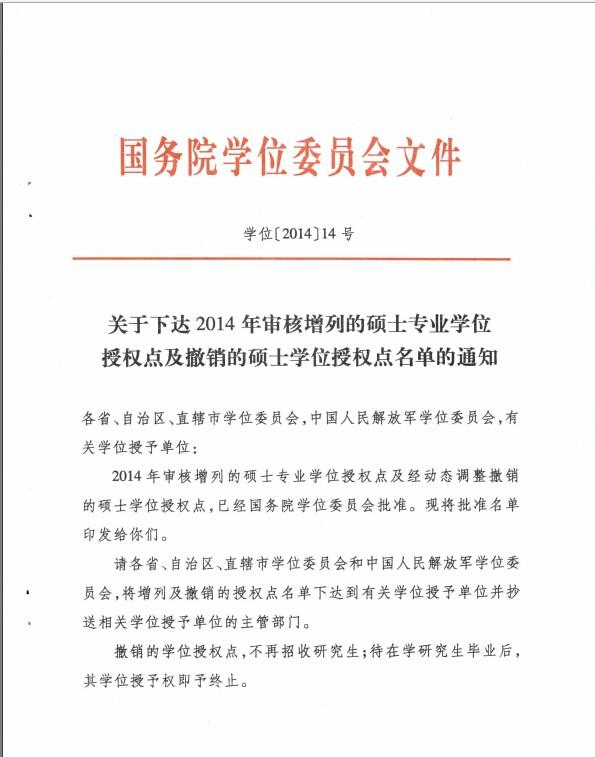 国务院学位委员会文件
学位〔2014〕14 号
关于下达 2014 年审核增列的硕士专业学位
授权点及撤销的硕士学位授权点名单的通知
各省、自治区、直辖市学位委员会,中国人民解放军学位委员会,有
关学位授予单位:
2014 年审核增列的硕士专业学位授权点及经动态调整撤销
的硕士学位授权点,已经国务院学位委员会批准。现将批准名单
印发给你们。
请各省、自治区、直辖市学位委员会和中国人民解放军学位委
员会,将增列及撤销的授权点名单下达到有关学位授予单位并抄
送相关学位授予单位的主管部门。
撤销的学位授权点,不再招收研究生;待在学研究生毕业后,
其学位授予权即予终止。